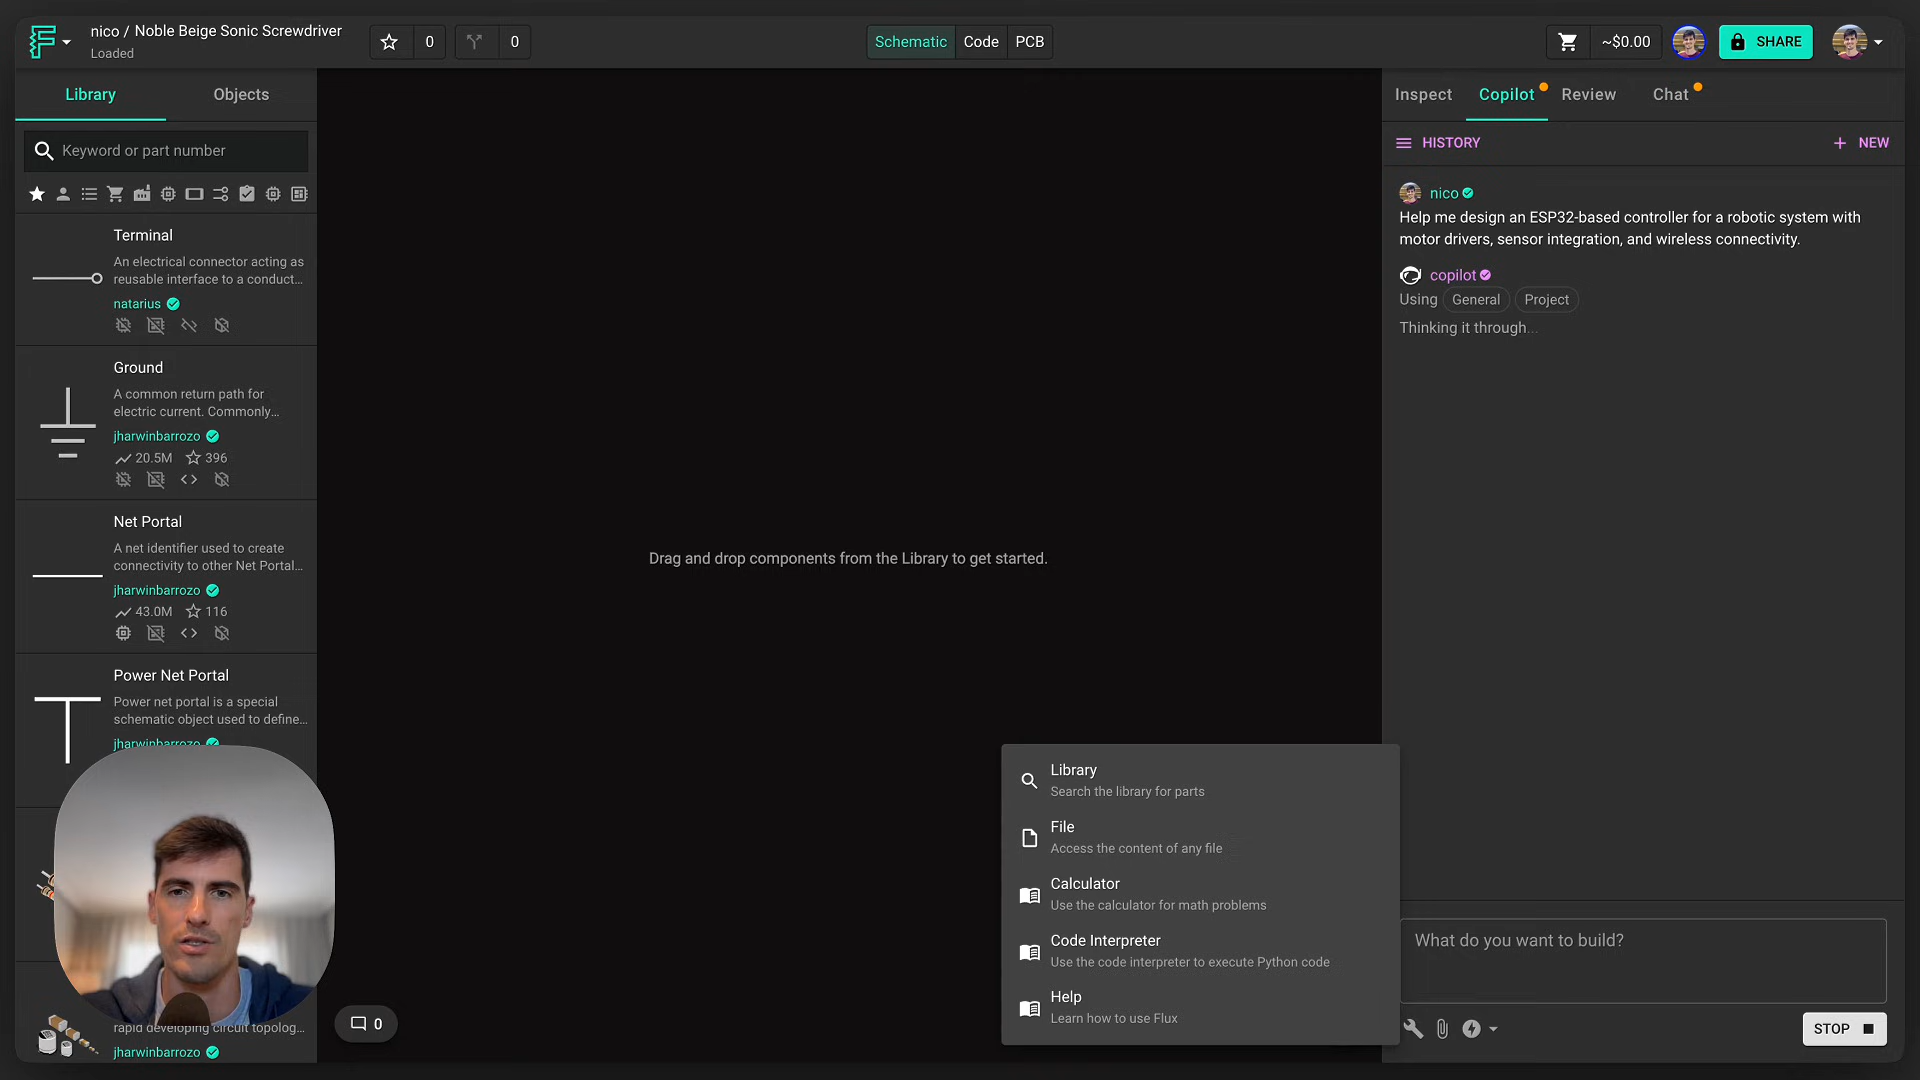 nico / Noble Beige Sonic Screwdriver
Loaded
0
0
Schematic
Code
PCB
~$0.00
SHARE
Library
Objects
Keyword or part number
Terminal
An electrical connector acting as
reusable interface to a conduct...
natarius
Ground
A common return path for
electric current. Commonly...
jharwinbarrozo
20.5M
396
Net Portal
A net identifier used to create
connectivity to other Net Portal...
jharwinbarrozo
43.0M
116
Power Net Portal
Power net portal is a special
schematic object used to define...
jharwinbarrozo
rapid developing circuit topolog...
jharwinbarrozo
Drag and drop components from the Library to get started.
0
Library
Search the library for parts
File
Access the content of any file
Calculator
Use the calculator for math problems
Code Interpreter
Use the code interpreter to execute Python code
Help
Learn how to use Flux
Inspect
Copilot
Review
Chat
HISTORY
NEW
nico
Help me design an ESP32-based controller for a robotic system with
motor drivers, sensor integration, and wireless connectivity.
copilot
Using General Project
Thinking it through...
What do you want to build?
STOP